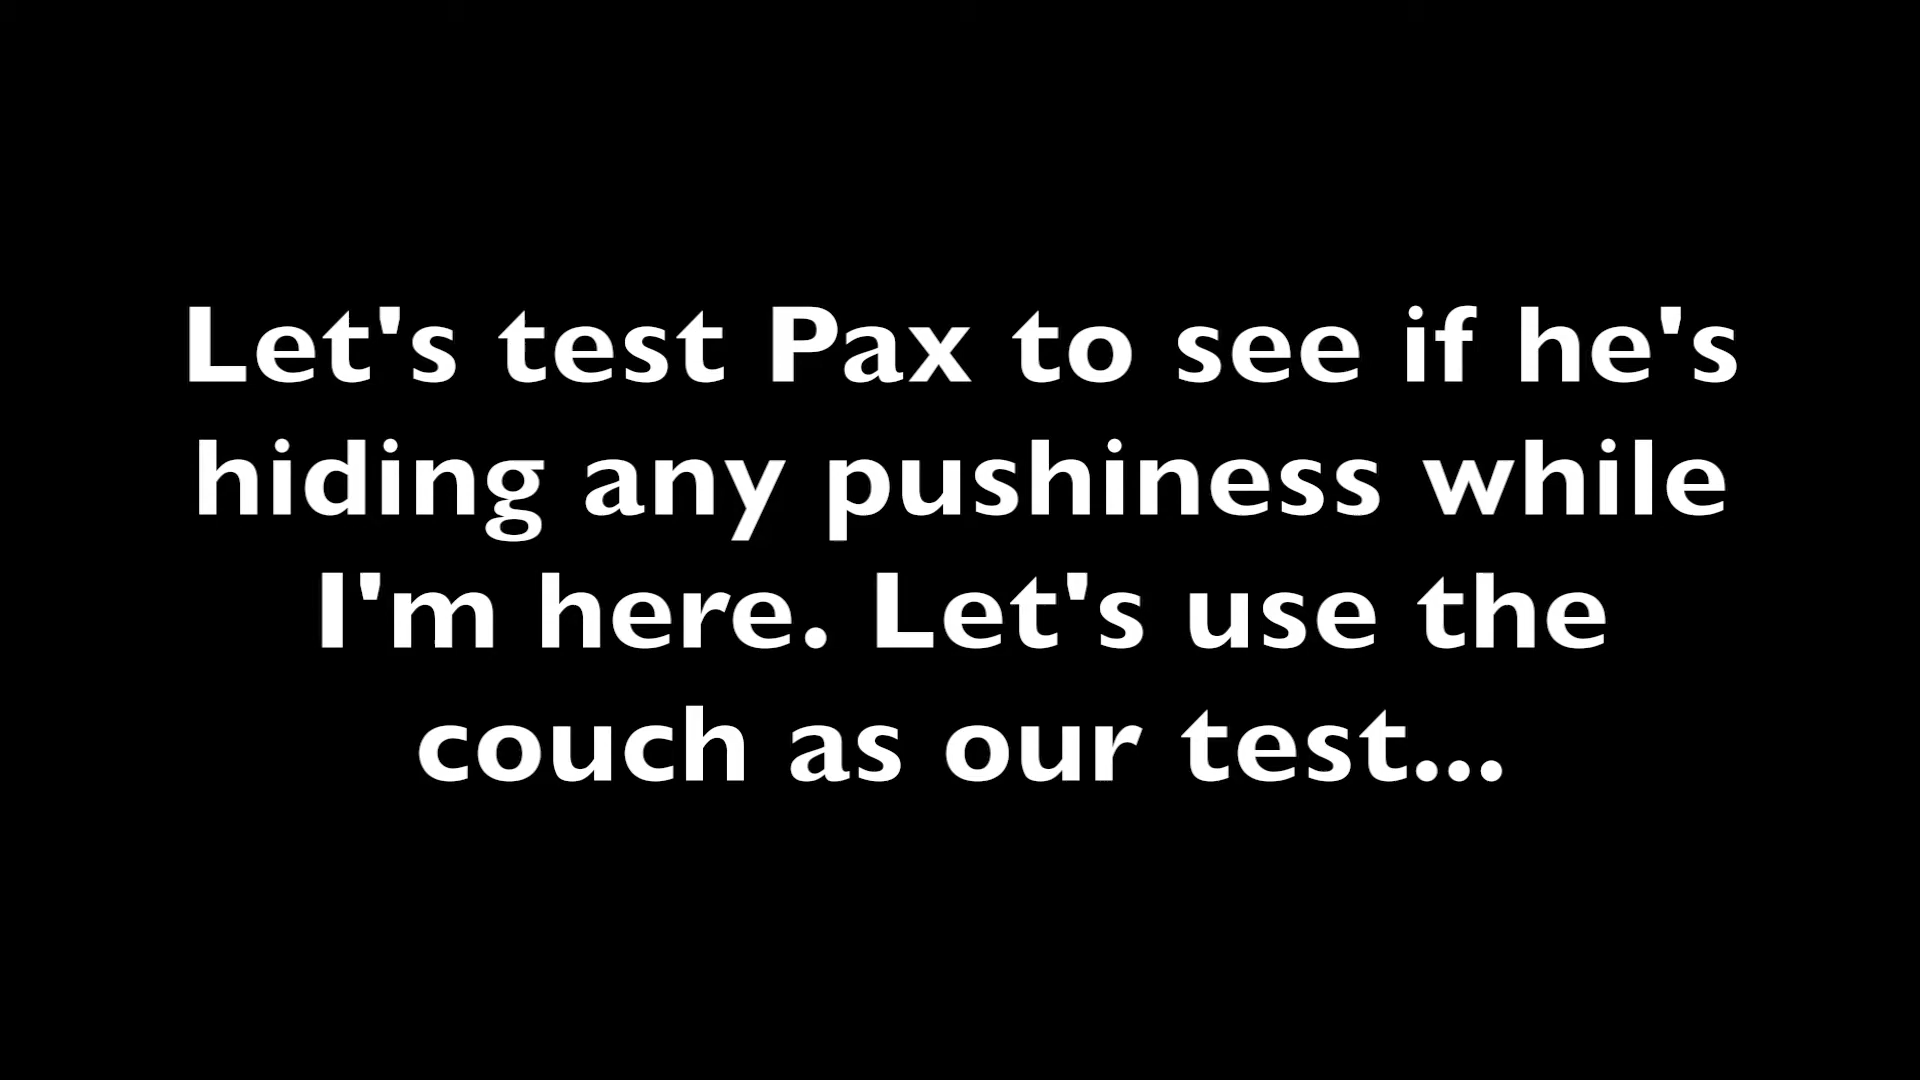 Let's test Pax to see if he's
hiding any pushiness while
I'm here. Let's use the
couch as our test...